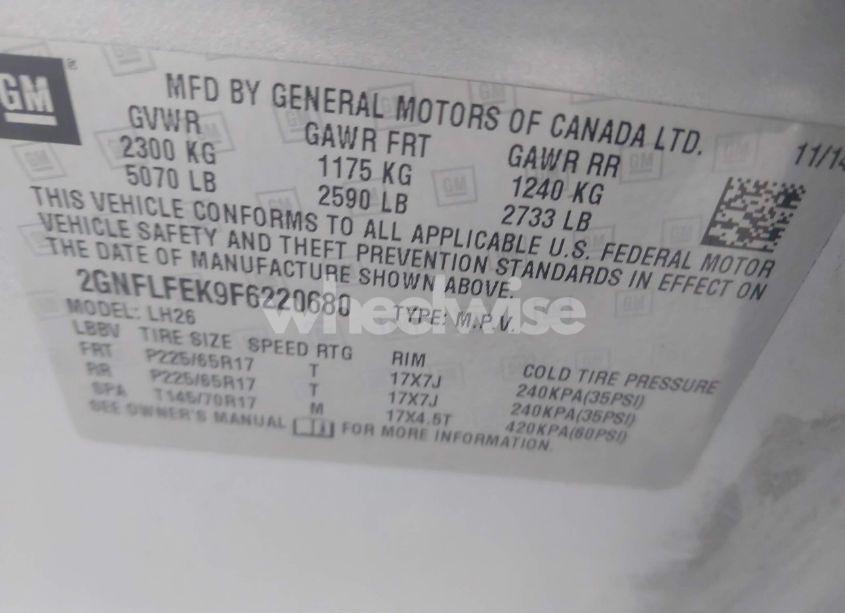 GM
MFD BY GENERAL MOTORS OF CANADA LTD.
GVWR GAWR FRT GAWR RR 11/14
2300 KG 1175 KG 1240 KG
5070 LB 2590 LB 2733 LB
THIS VEHICLE CONFORMS TO ALL APPLICABLE U.S. FEDERAL MOTOR
VEHICLE SAFETY AND THEFT PREVENTION STANDARDS IN EFFECT ON
THE DATE OF MANUFACTURE SHOWN ABOVE.
2GNFLFEK9F6220680 TYPE: M.P.V.
MODEL: LH26
LBBV TIRE SIZE SPEED RTG RIM COLD TIRE PRESSURE
FRT P225/65R17 T 17X7J 240KPA(35PSI)
RR P225/65R17 T 17X7J 240KPA(35PSI)
SPA T145/70R17 M 17X4.5T 420KPA(60PSI)
SEE OWNER'S MANUAL FOR MORE INFORMATION.
wheelwise